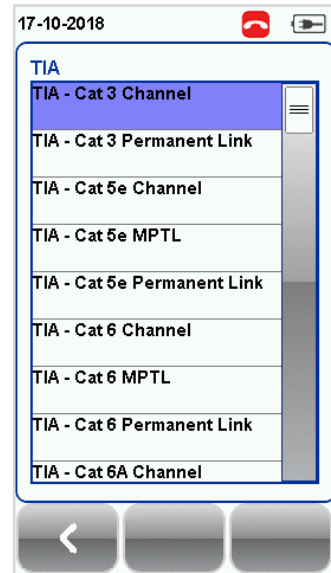 17-10-2018
TIA
TIA - Cat 3 Channel
TIA - Cat 3 Permanent Link
TIA - Cat 5e Channel
TIA - Cat 5e MPTL
TIA - Cat 5e Permanent Link
TIA - Cat 6 Channel
TIA - Cat 6 MPTL
TIA - Cat 6 Permanent Link
TIA - Cat 6A Channel